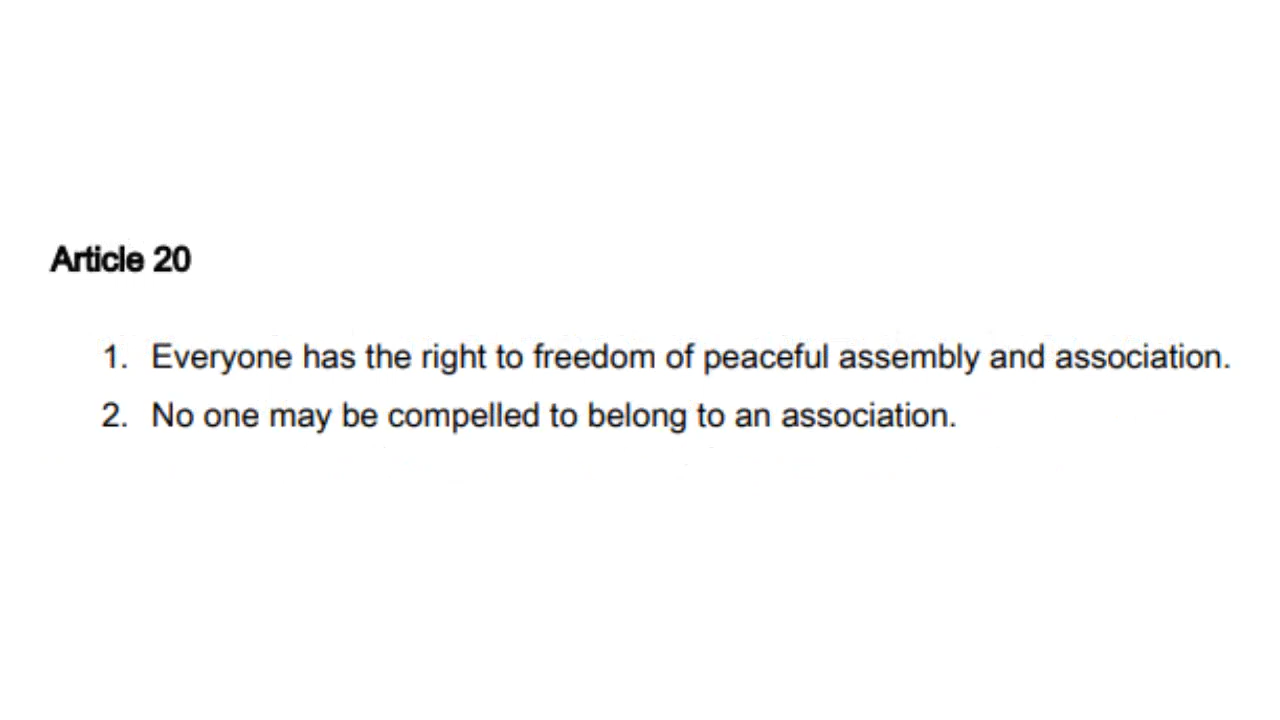 Article 20
1. Everyone has the right to freedom of peaceful assembly and association.
2. No one may be compelled to belong to an association.